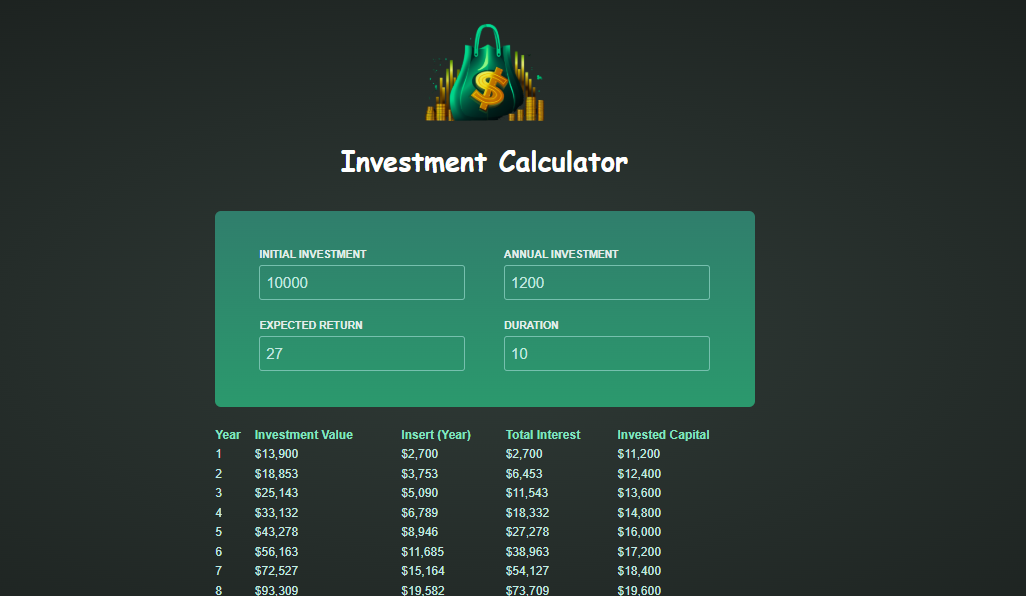 $
Investment Calculator
INITIAL INVESTMENT ANNUAL INVESTMENT
10000 1200
EXPECTED RETURN DURATION
27 10
Year Investment Value Insert (Year) Total Interest Invested Capital
1 $13,900 $2,700 $2,700 $11,200
2 $18,853 $3,753 $6,453 $12,400
3 $25,143 $5,090 $11,543 $13,600
4 $33,132 $6,789 $18,332 $14,800
5 $43,278 $8,946 $27,278 $16,000
6 $56,163 $11,685 $38,963 $17,200
7 $72,527 $15,164 $54,127 $18,400
8 $93,309 $19,582 $73,709 $19,600